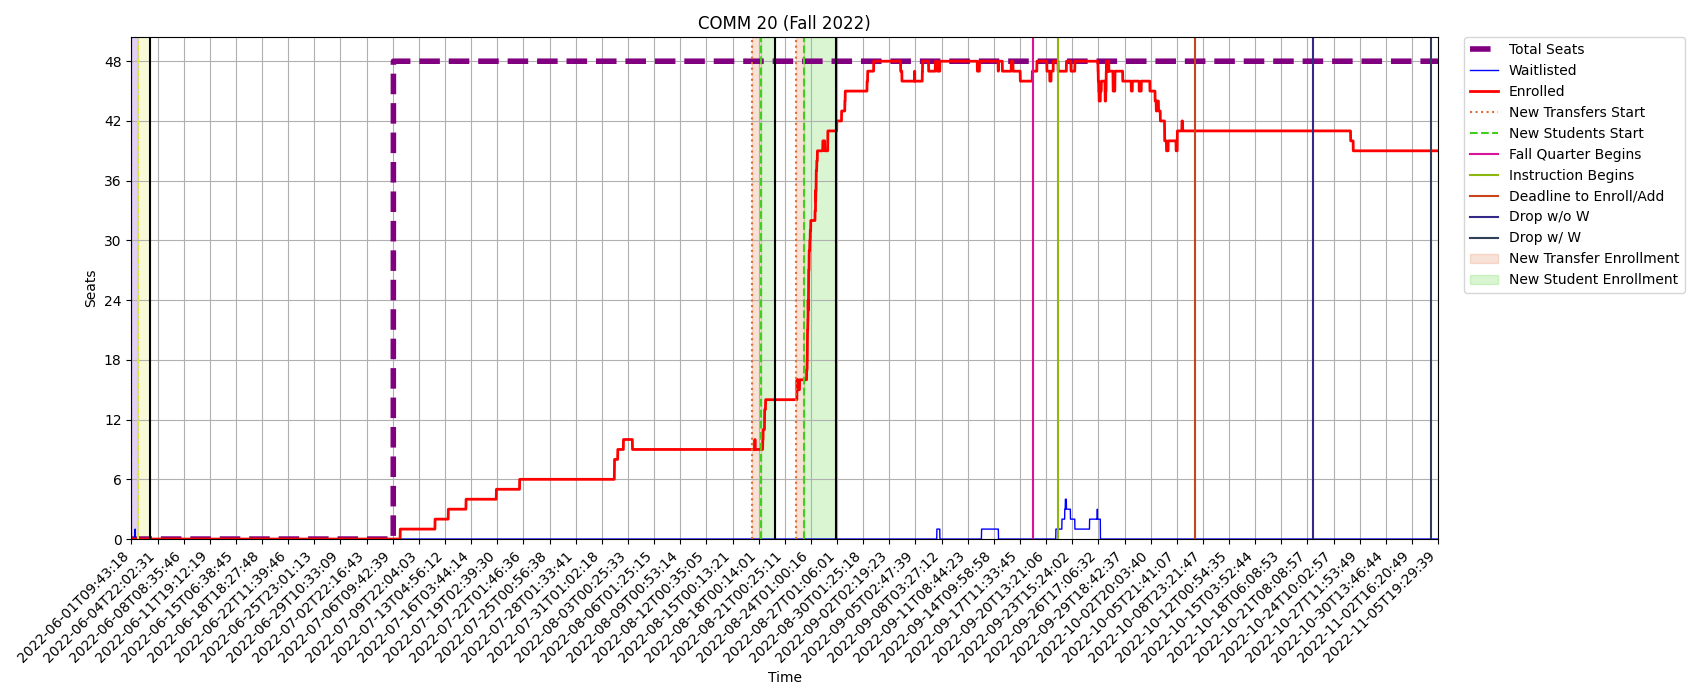 COMM 20 (Fall 2022)
Seats
48
42
36
30
24
18
12
6
0
Total Seats
Waitlisted
Enrolled
New Transfers Start
New Students Start
Fall Quarter Begins
Instruction Begins
Deadline to Enroll/Add
Drop w/o W
Drop w/ W
New Transfer Enrollment
New Student Enrollment
2022-06-01T09:43:18
2022-06-04T22:02:31
2022-06-08T08:35:46
2022-06-11T19:12:19
2022-06-15T06:38:45
2022-06-18T18:27:48
2022-06-22T11:39:46
2022-06-25T23:01:13
2022-06-29T10:33:09
2022-07-02T22:16:43
2022-07-06T09:42:39
2022-07-09T22:04:03
2022-07-13T04:56:12
2022-07-16T03:44:14
2022-07-19T02:39:30
2022-07-22T01:46:36
2022-07-25T00:56:38
2022-07-28T01:33:41
2022-07-31T01:02:18
2022-08-03T00:25:33
2022-08-06T01:25:15
2022-08-09T00:53:14
2022-08-12T00:35:05
2022-08-15T00:13:21
2022-08-18T00:14:01
2022-08-21T00:25:11
2022-08-24T01:00:16
2022-08-27T01:06:01
2022-08-30T01:25:18
2022-09-02T02:19:23
2022-09-05T02:47:39
2022-09-08T03:27:12
2022-09-11T08:44:23
2022-09-14T09:58:58
2022-09-17T11:33:45
2022-09-20T13:21:06
2022-09-23T15:24:02
2022-09-26T17:06:32
2022-09-29T18:42:37
2022-10-02T20:03:40
2022-10-05T21:41:07
2022-10-08T23:21:47
2022-10-12T00:54:35
2022-10-15T03:52:44
2022-10-18T06:08:53
2022-10-21T08:08:57
2022-10-24T10:02:57
2022-10-27T11:53:49
2022-10-30T13:46:44
2022-11-02T16:20:49
2022-11-05T19:29:39
Time